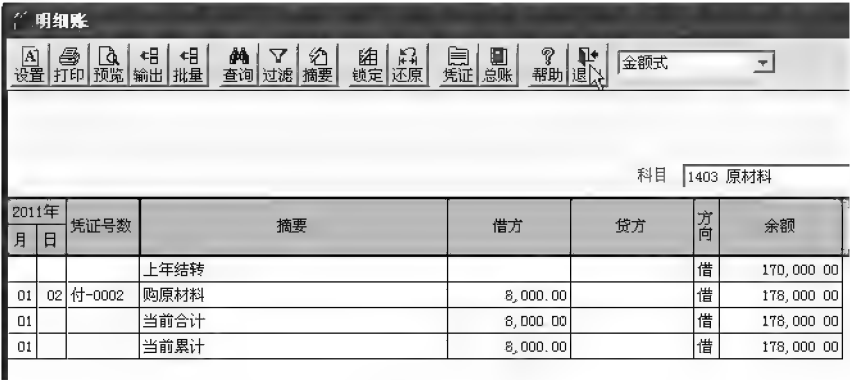 明细账
设置 打印 预览 输出 批量 查询 过滤 摘要 锁定 还原 凭证 总账 帮助 退 金额式
科目 1403 原材料
2011年 凭证号数 摘要 借方 贷方 方向 余额
月 日
上年结转 借 170,000 00
01 02 付-0002 购原材料 8,000.00 借 178,000 00
01 当前合计 8,000 00 借 178,000 00
01 当前累计 8,000.00 借 178,000 00